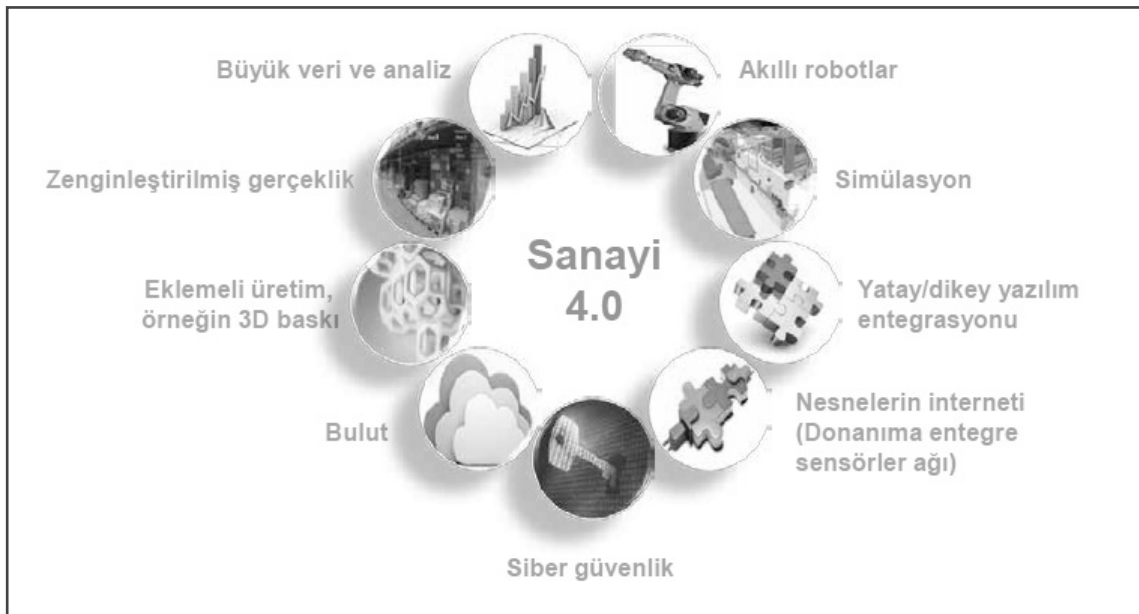 Büyük veri ve analiz
Akıllı robotlar
Zenginleştirilmiş gerçeklik
Simülasyon
Sanayi
4.0
Eklemeli üretim,
örneğin 3D baskı
Yatay/dikey yazılım
entegrasyonu
Bulut
Nesnelerin interneti
(Donanıma entegre
sensörler ağı)
Siber güvenlik